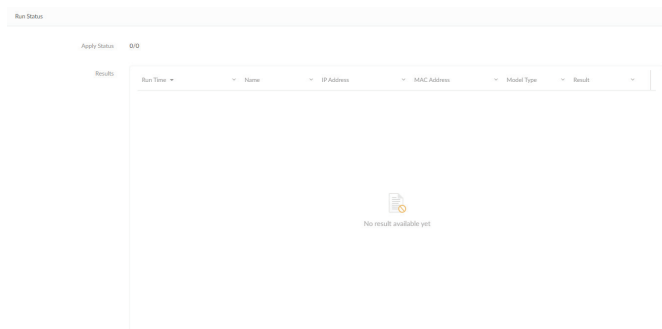 Run Status
Apply Status 0/0
Results
Run Time Name IP Address MAC Address Model Type Result
No result available yet